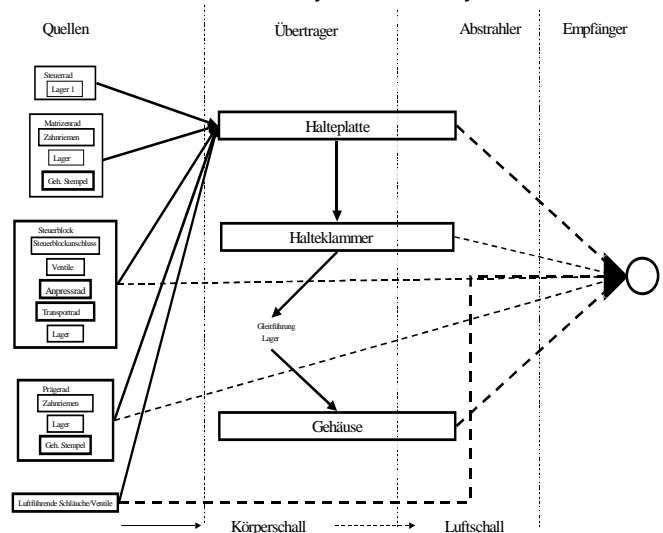 Quellen
Übertrager
Abstrahler
Empfänger
Steuerrad
Lager 1
Matrizenrad
Zahnriemen
Lager
Geh. Stempel
Steuerblock
Steuerblockanschluss
Ventile
Anpressrad
Transportrad
Lager
Prägerad
Zahnriemen
Lager
Geh. Stempel
Luftführende Schläuche/Ventile
Halteplatte
Halteklammer
Gleitführung
Lager
Gehäuse
Körperschall
Luftschall